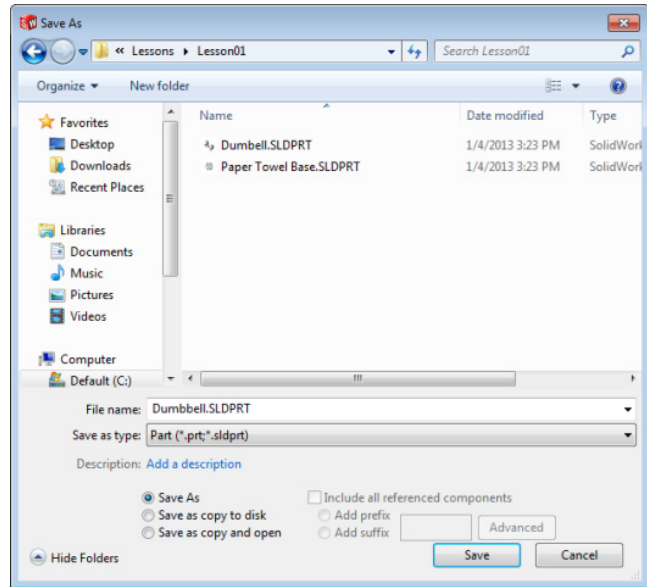 Save As
« Lessons ▸ Lesson01
Search Lesson01
Organize ▾ New folder
Name Date modified Type
Favorites
Desktop
Downloads
Recent Places
Libraries
Documents
Music
Pictures
Videos
Computer
Default (C:)
Dumbell.SLDPRT 1/4/2013 3:23 PM SolidWork
Paper Towel Base.SLDPRT 1/4/2013 3:23 PM SolidWork
File name: Dumbbell.SLDPRT
Save as type: Part (*.prt;*.sldprt)
Description: Add a description
Save As
Save as copy to disk
Save as copy and open
Include all referenced components
Add prefix
Add suffix
Advanced
Hide Folders
Save
Cancel